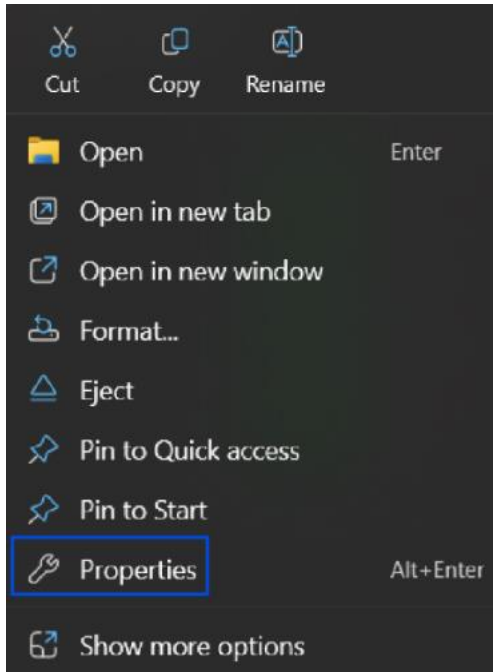 Cut Copy Rename
Open Enter
Open in new tab
Open in new window
Format...
Eject
Pin to Quick access
Pin to Start
Properties Alt+Enter
Show more options